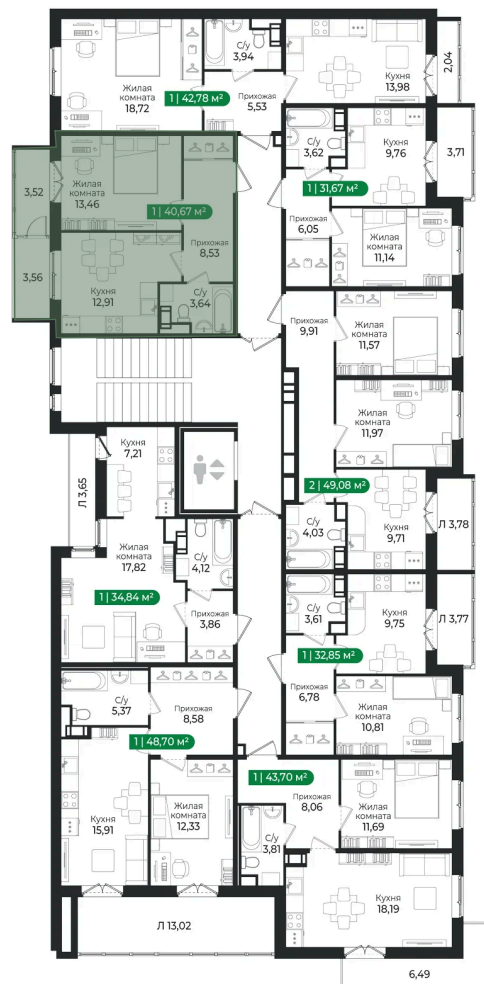 С/у
3,94
Кухня
13,98
2,04
Жилая
комната
18,72
1 | 42,78 м²
Прихожая
5,53
С/у
3,62
Кухня
9,76
3,71
3,52
Жилая
комната
13,46
1 | 40,67 м²
1 | 31,67 м²
6,05
Жилая
комната
11,14
Прихожая
8,53
3,56
Кухня
12,91
С/у
3,64
Прихожая
9,91
Жилая
комната
11,57
Жилая
комната
11,97
Кухня
7,21
Л 3,65
2 | 49,08 м²
С/у
4,03
Кухня
9,71
Л 3,78
17,82
С/у
4,12
1 | 34,84 м²
Прихожая
3,86
С/у
3,61
Кухня
9,75
Л 3,77
1 | 32,85 м²
Прихожая
6,78
Жилая
комната
10,81
С/у
5,37
Прихожая
8,58
1 | 48,70 м²
Кухня
15,91
Жилая
комната
12,33
1 | 43,70 м²
Прихожая
8,06
Жилая
комната
11,69
С/у
3,81
Кухня
18,19
Л 13,02
6,49